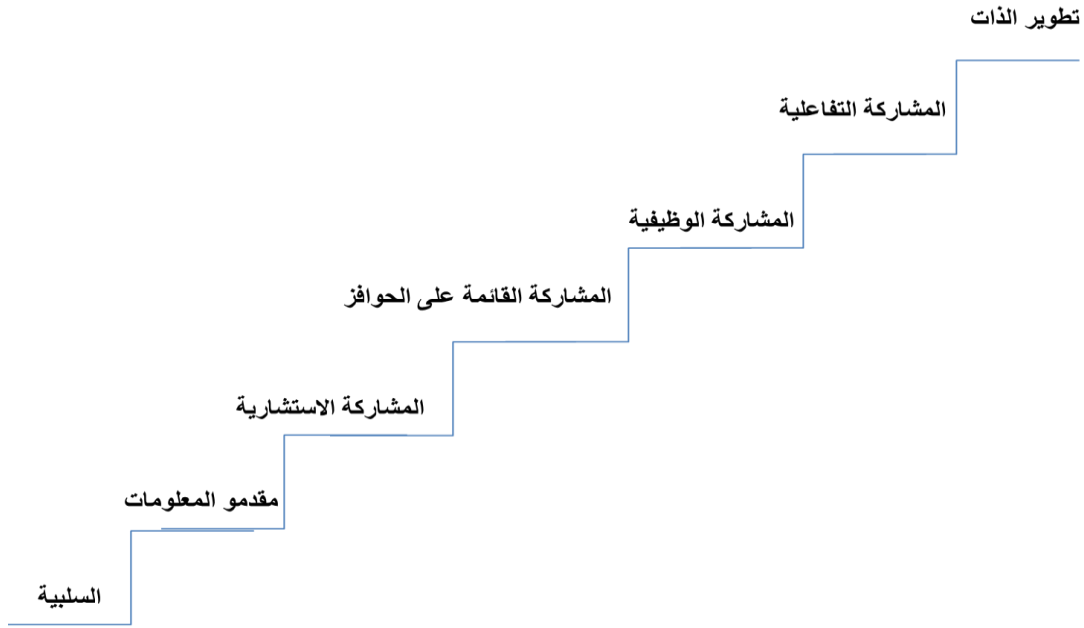 تطوير الذات
المشاركة التفاعلية
المشاركة الوظيفية
المشاركة القائمة على الحوافز
المشاركة الاستشارية
مقدمو المعلومات
السلبية